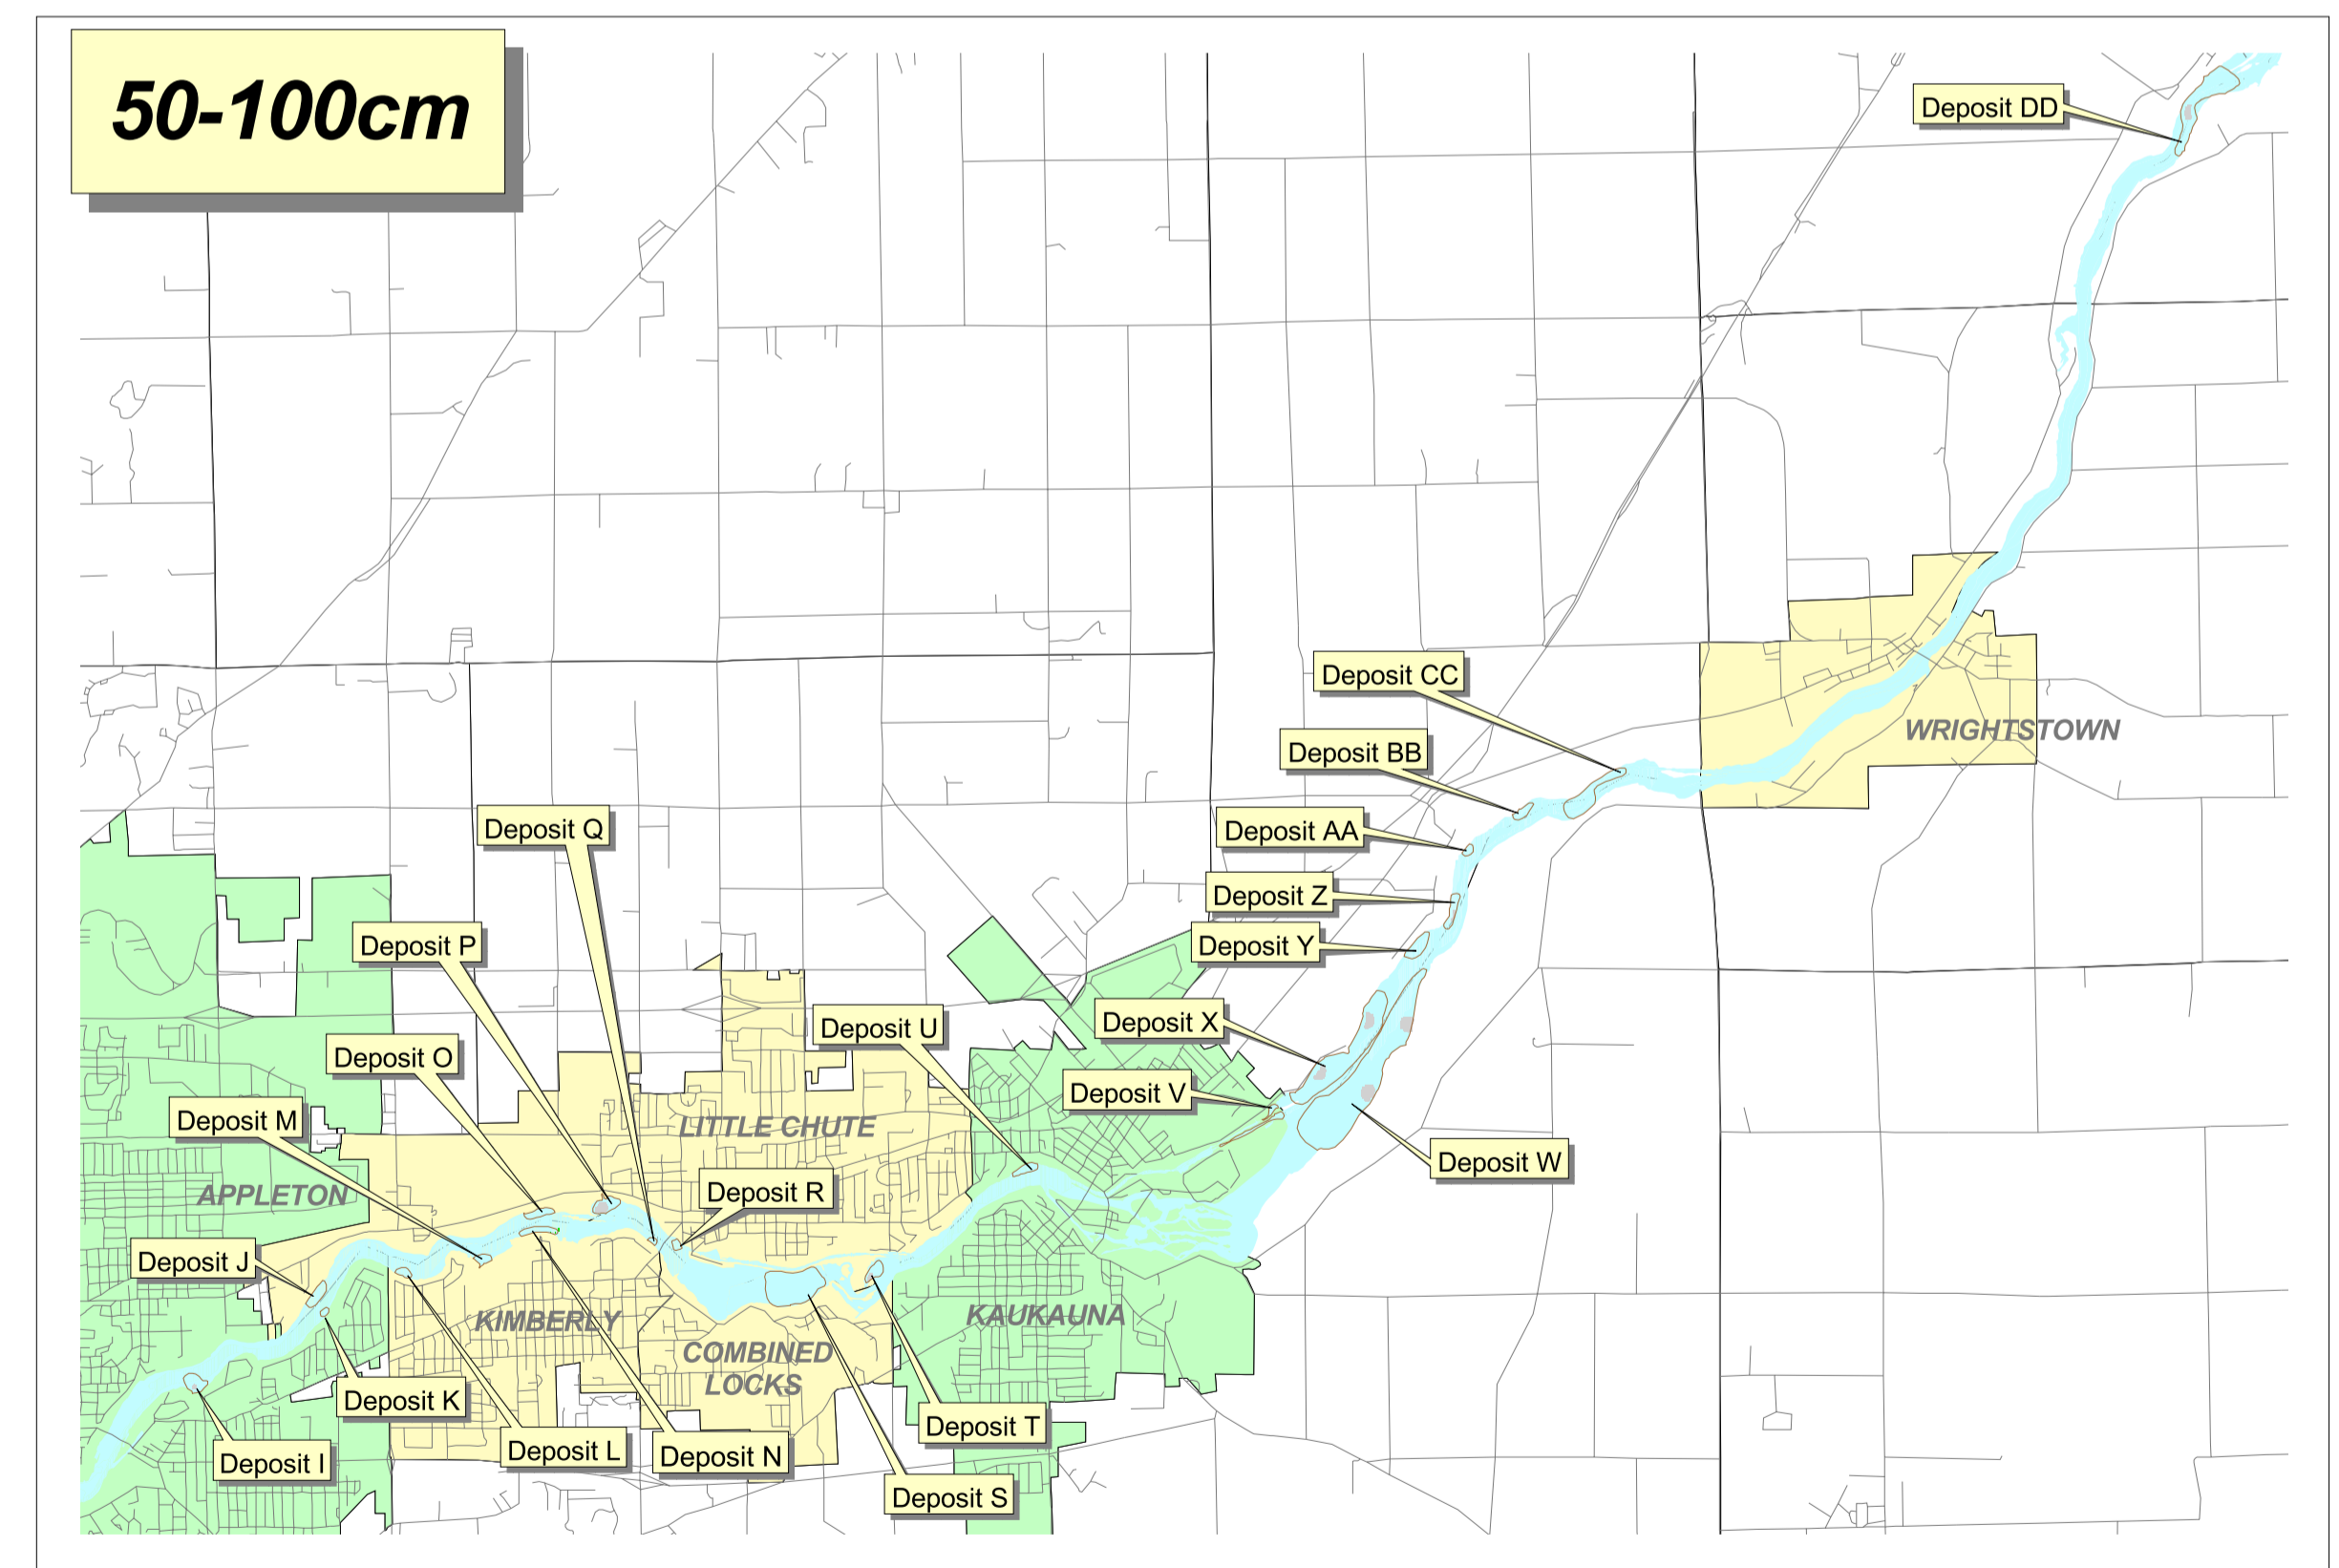 50-100cm
Deposit DD
Deposit CC
WRIGHTSTOWN
Deposit BB
Deposit Q
Deposit AA
Deposit Z
Deposit P
Deposit Y
Deposit X
Deposit U
Deposit O
Deposit V
Deposit M
LITTLE CHUTE
Deposit W
APPLETON
Deposit R
Deposit J
KIMBERLY
KAUKAUNA
COMBINED
LOCKS
Deposit K
Deposit T
Deposit L
Deposit N
Deposit I
Deposit S